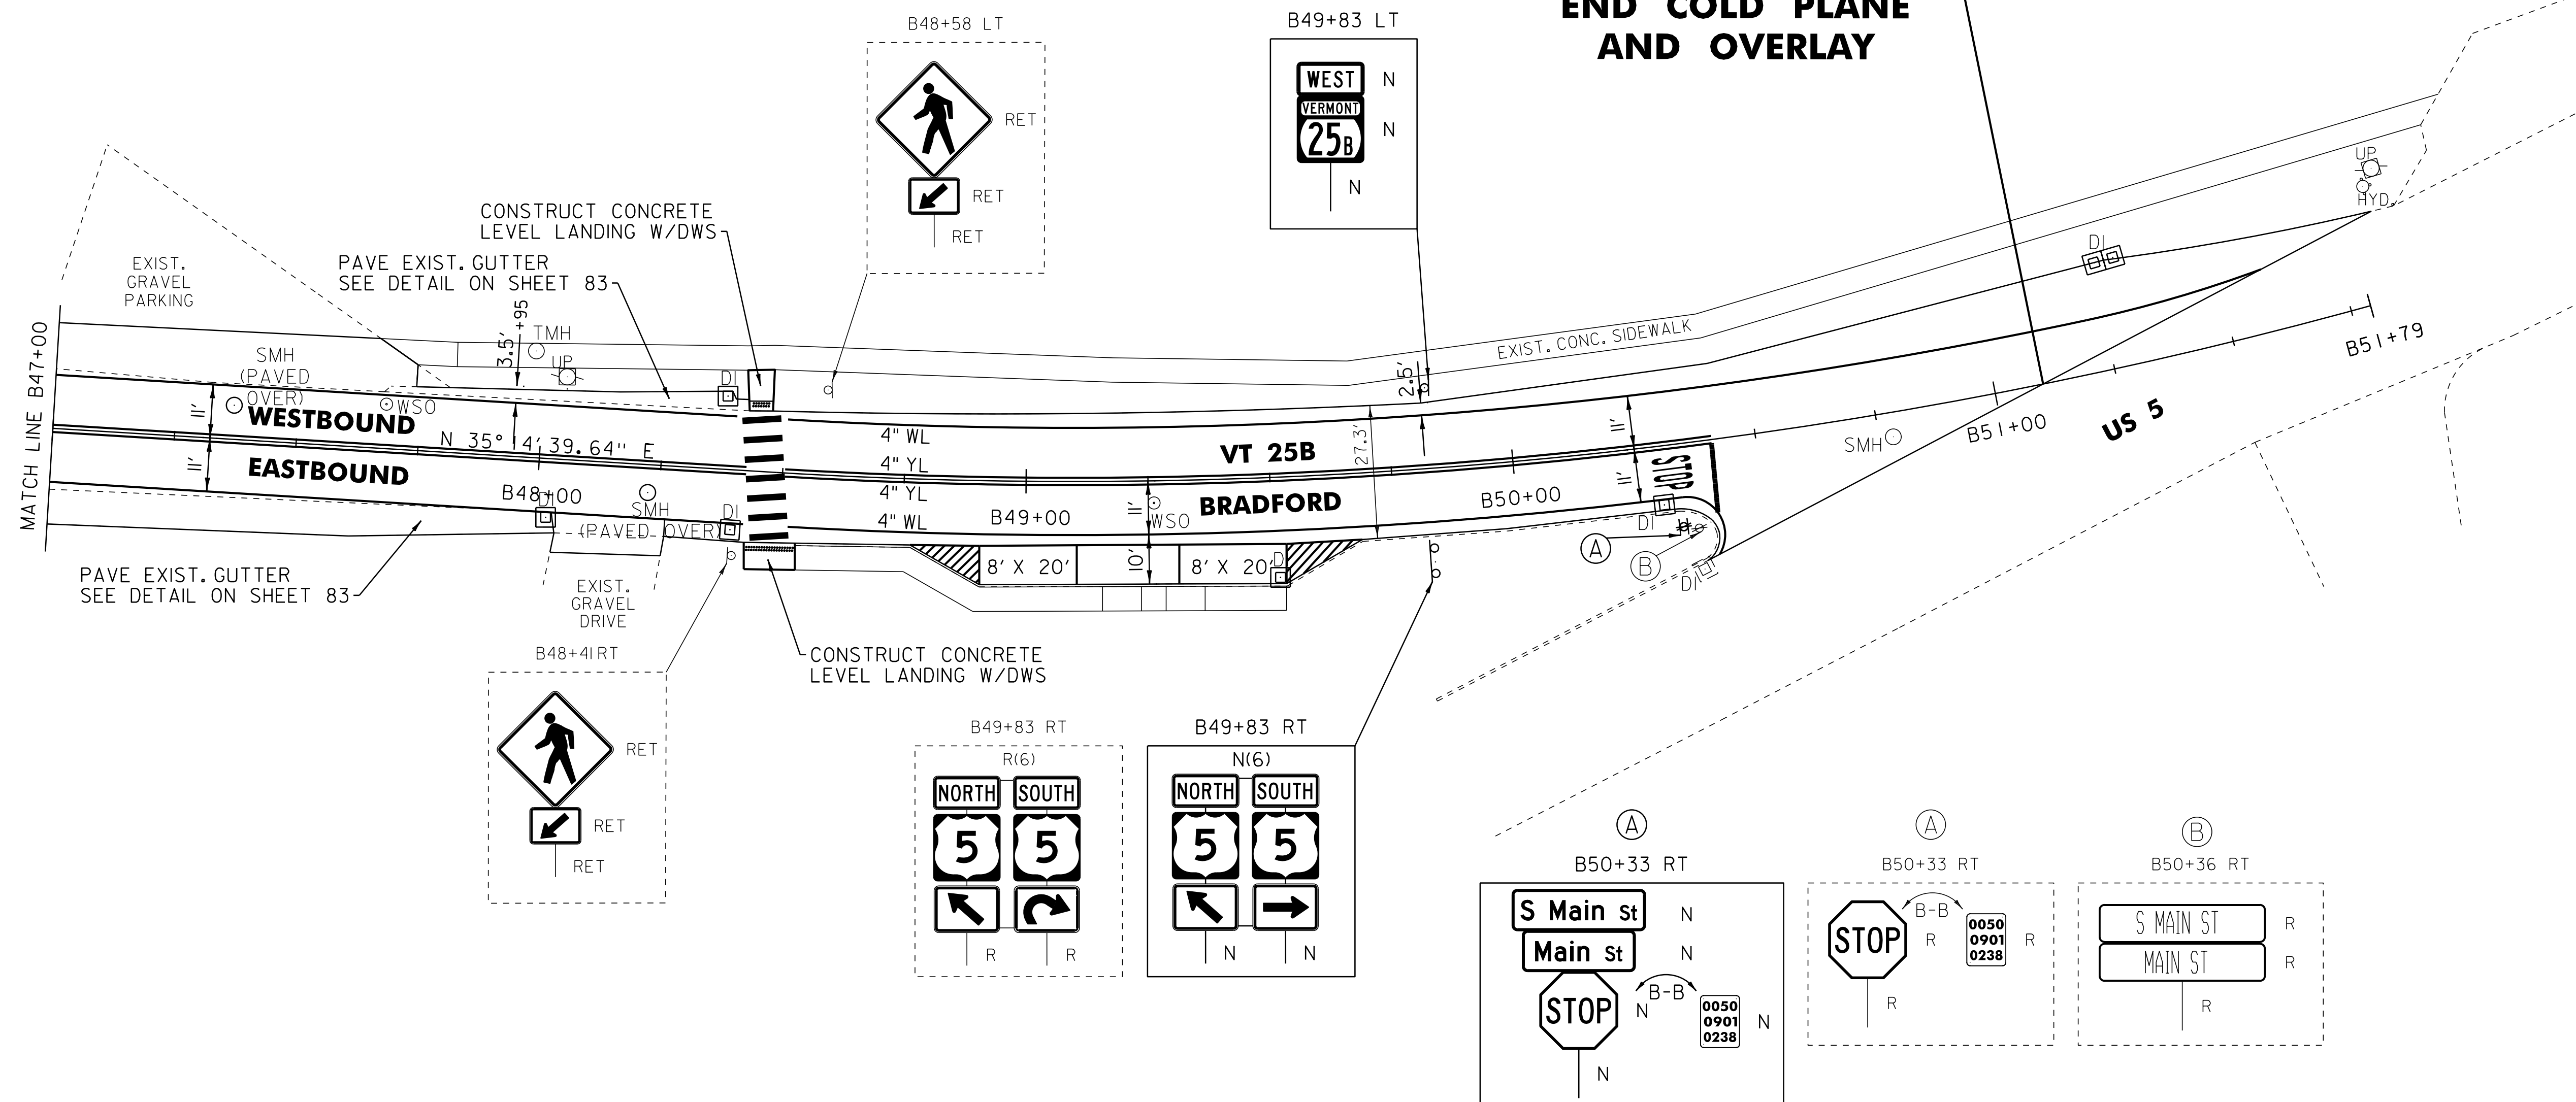 END COLD PLANE
AND OVERLAY
B48+58 LT
RET
RET
RET
B49+83 LT
WEST N
VERMONT
25B N
N
CONSTRUCT CONCRETE
LEVEL LANDING W/DWS
PAVE EXIST. GUTTER
SEE DETAIL ON SHEET 83
EXIST.
GRAVEL
PARKING
MATCH LINE B47+00
SMH
(PAVED
OVER)
WSO
3.5'
+95
TMH
UP
DI
2.5'
EXIST. CONC. SIDEWALK
DI
UP
HYD.
B51+79
11'
11'
WESTBOUND
N 35° 14' 39.64" E
EASTBOUND
4" WL
4" YL
4" YL
4" WL
VT 25B
BRADFORD
27.3'
11'
11'
11'
STOP
SMH
B51+00
US 5
B48+00
B49+00
B50+00
DI
SMH
(PAVED OVER)
DI
WSO
DI
8' X 20'
10'
8' X 20'
DI
A
B
DI
PAVE EXIST. GUTTER
SEE DETAIL ON SHEET 83
EXIST.
GRAVEL
DRIVE
CONSTRUCT CONCRETE
LEVEL LANDING W/DWS
B48+41 RT
RET
RET
RET
B49+83 RT
R(6)
NORTH SOUTH
5 5
R R
B49+83 RT
N(6)
NORTH SOUTH
5 5
N N
A
B50+33 RT
S Main St N
Main St N
STOP N
B-B
0050
0901
0238
N
N
A
B50+33 RT
STOP R
B-B
0050
0901
0238
R
R
B
B50+36 RT
S MAIN ST R
MAIN ST R
R